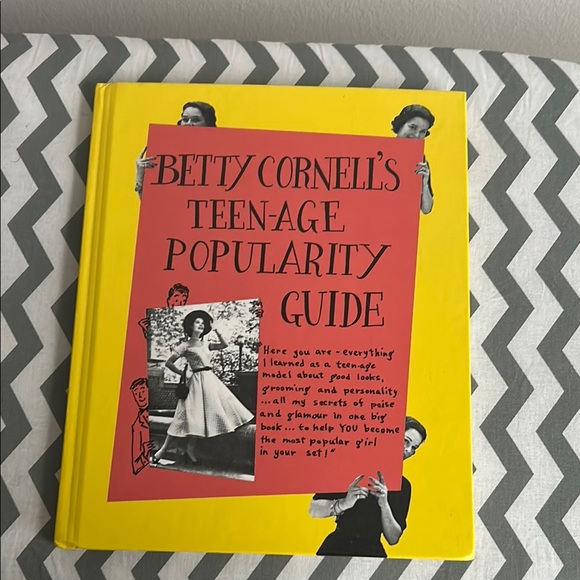 BETTY CORNELL'S
TEEN-AGE
POPULARITY
GUIDE
Here you are - everything
I learned as a teen-age
model about good looks,
grooming and personality
...all my secrets of poise
and glamour in one big
book... to help YOU become
the most popular girl
in your set!"